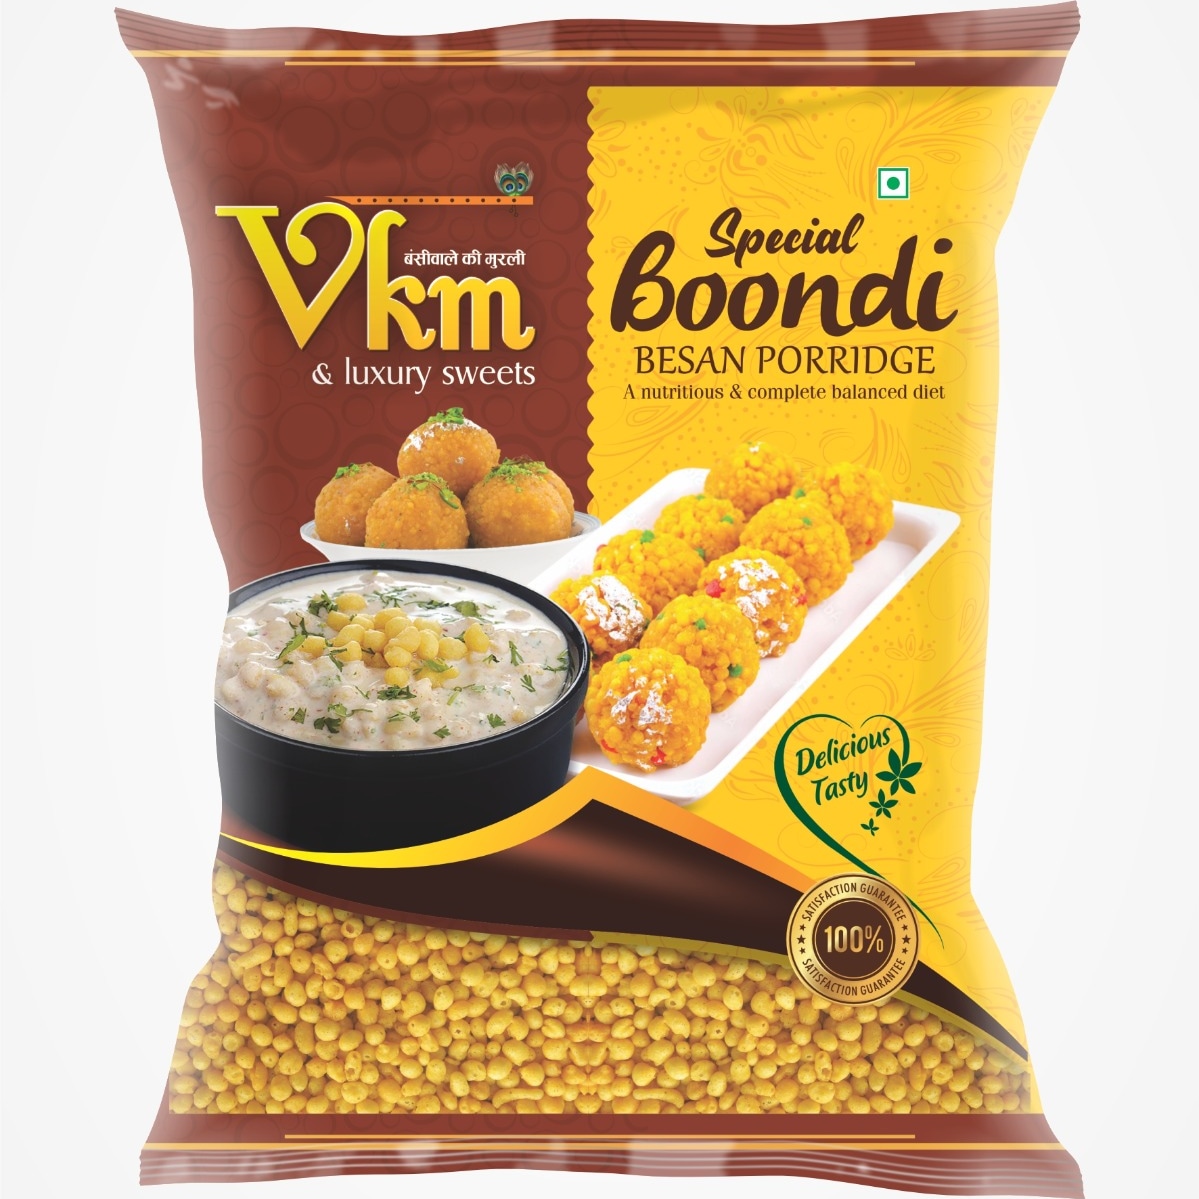 Vkm
बंसीवाले की मुरली
& luxury sweets
Special
Boondi
BESAN PORRIDGE
A nutritious & complete balanced diet
Delicious
Tasty
SATISFACTION GUARANTEE
100%
SATISFACTION GUARANTEE